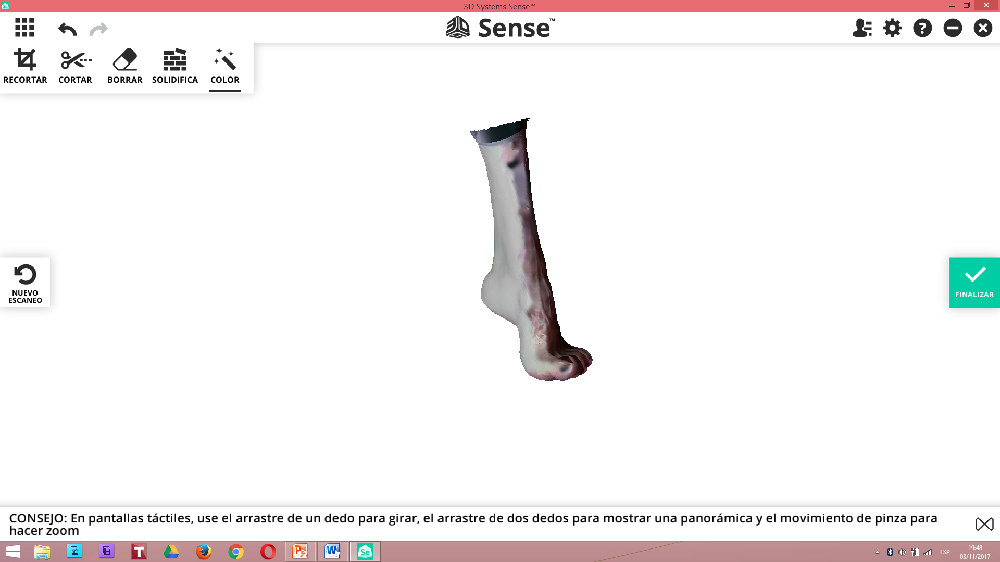 3D Systems Sense™
Sense™
RECORTAR
CORTAR
BORRAR
SOLIDIFICA
COLOR
NUEVO
ESCANEO
FINALIZAR
CONSEJO: En pantallas táctiles, use el arrastre de un dedo para girar, el arrastre de dos dedos para mostrar una panorámica y el movimiento de pinza para
hacer zoom
Se
ESP
19:48
03/11/2017